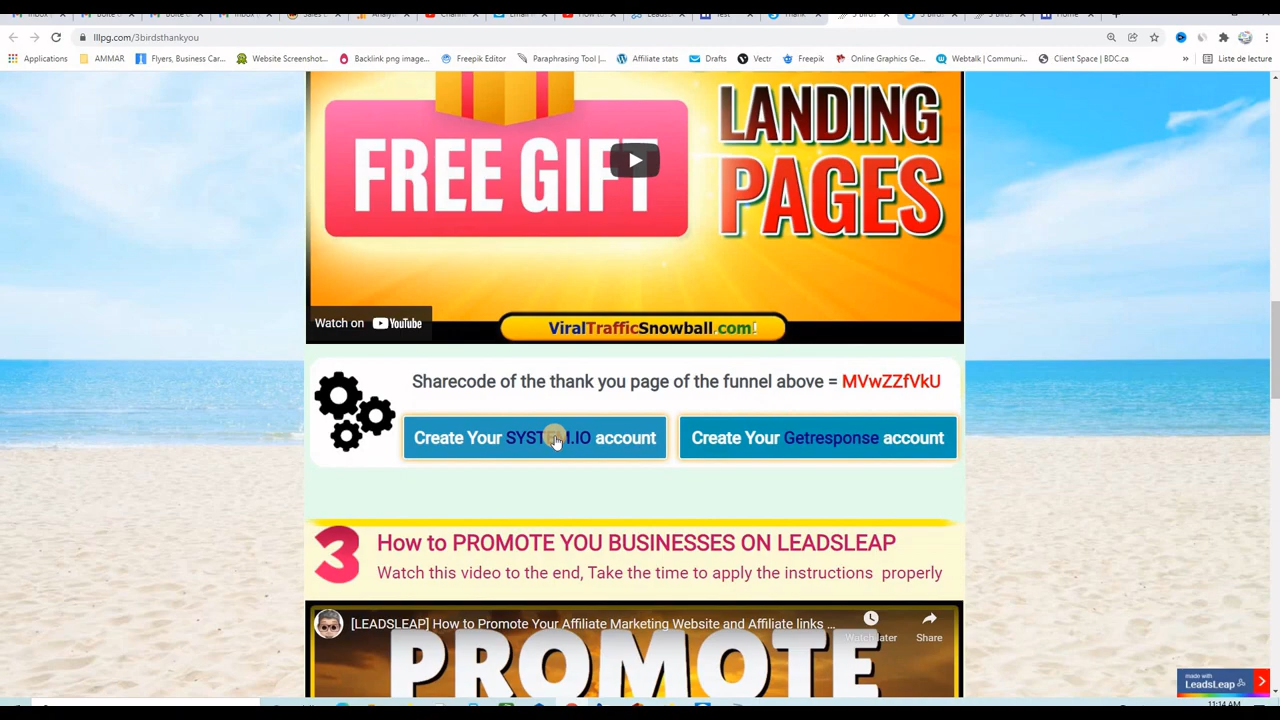 lllpg.com/3birdsthankyou
Applications
AMMAR
Flyers, Business Car...
Website Screenshot...
Backlink png image...
Freepik Editor
Paraphrasing Tool |...
Affiliate stats
Drafts
Vectr
Freepik
Online Graphics Ge...
Webtalk | Communi...
Client Space | BDC.ca
»
Liste de lecture
FREE GIFT
LANDING
PAGES
Watch on YouTube
ViralTrafficSnowball.com!
Sharecode of the thank you page of the funnel above = MVwZZfVkU
Create Your SYSTEM.IO account
Create Your Getresponse account
3
How to PROMOTE YOU BUSINESSES ON LEADSLEAP
Watch this video to the end, Take the time to apply the instructions properly
[LEADSLEAP] How to Promote Your Affiliate Marketing Website and Affiliate links ...
Watch later
Share
PROMOTE
made with
LeadsLeap
11:14 AM